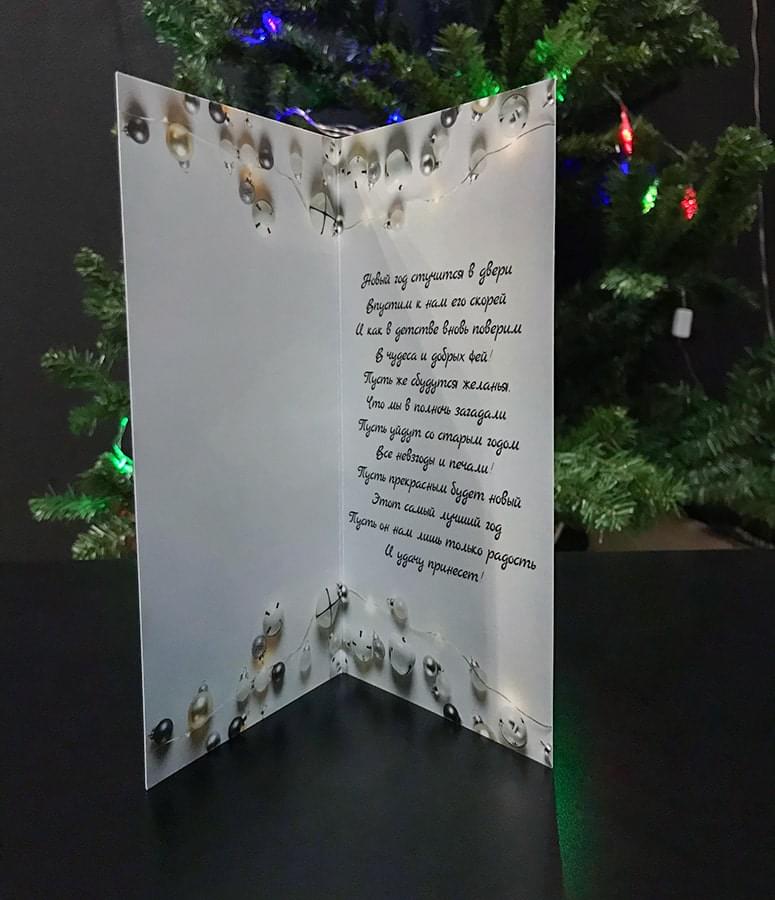 Новый год стучится в двери
Впустим к нам его скорей
И как в детстве вновь поверим
В чудеса и добрых фей!
Пусть же сбудутся желанья.
Что мы в полночь загадали
Пусть уйдут со старым годом
Все невзгоды и печали!
Пусть прекрасным будет новый
Этот самый лучший год
Пусть он нам лишь только радость
И удачу принесет!